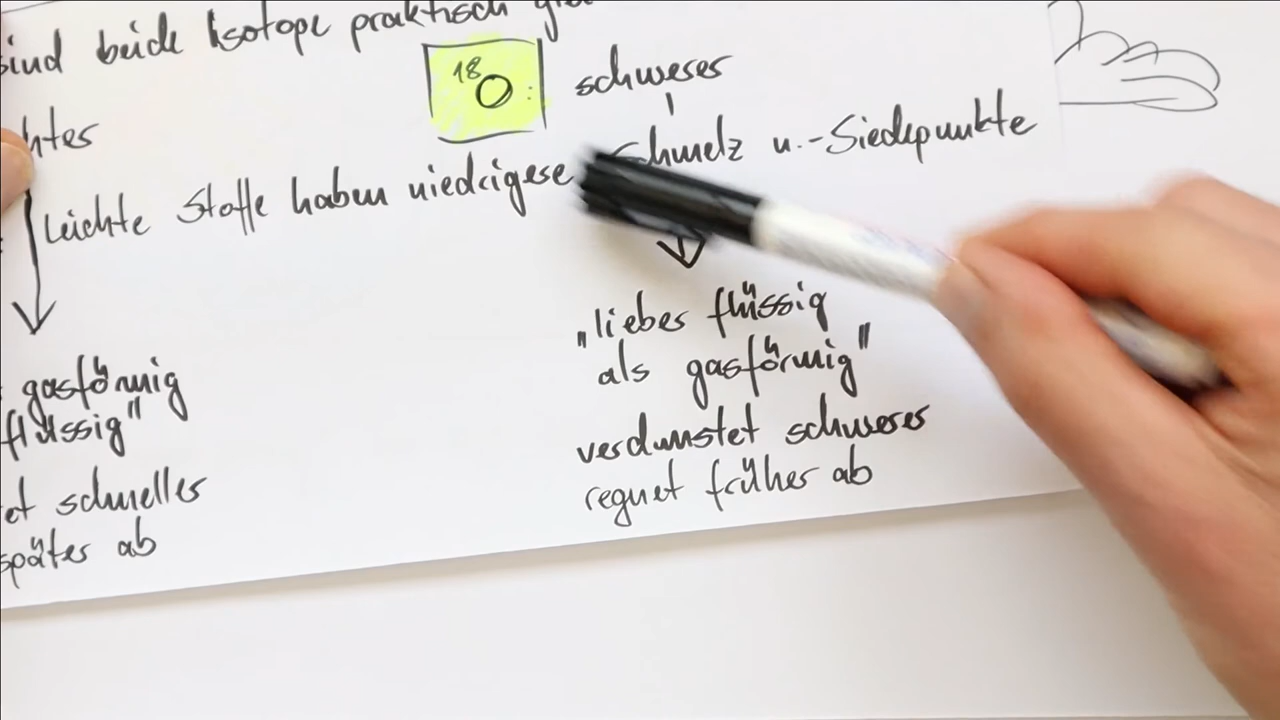 sind beide Isotope praktisch
18O schweres
htes
Leichte Stoffe haben niedrigere Schmelz u.-Siedepunkte
gasförmig
flüssig"
et schneller
später ab
„lieber flüssig
als gasförmig"
verdunstet schwerer
regnet früher ab